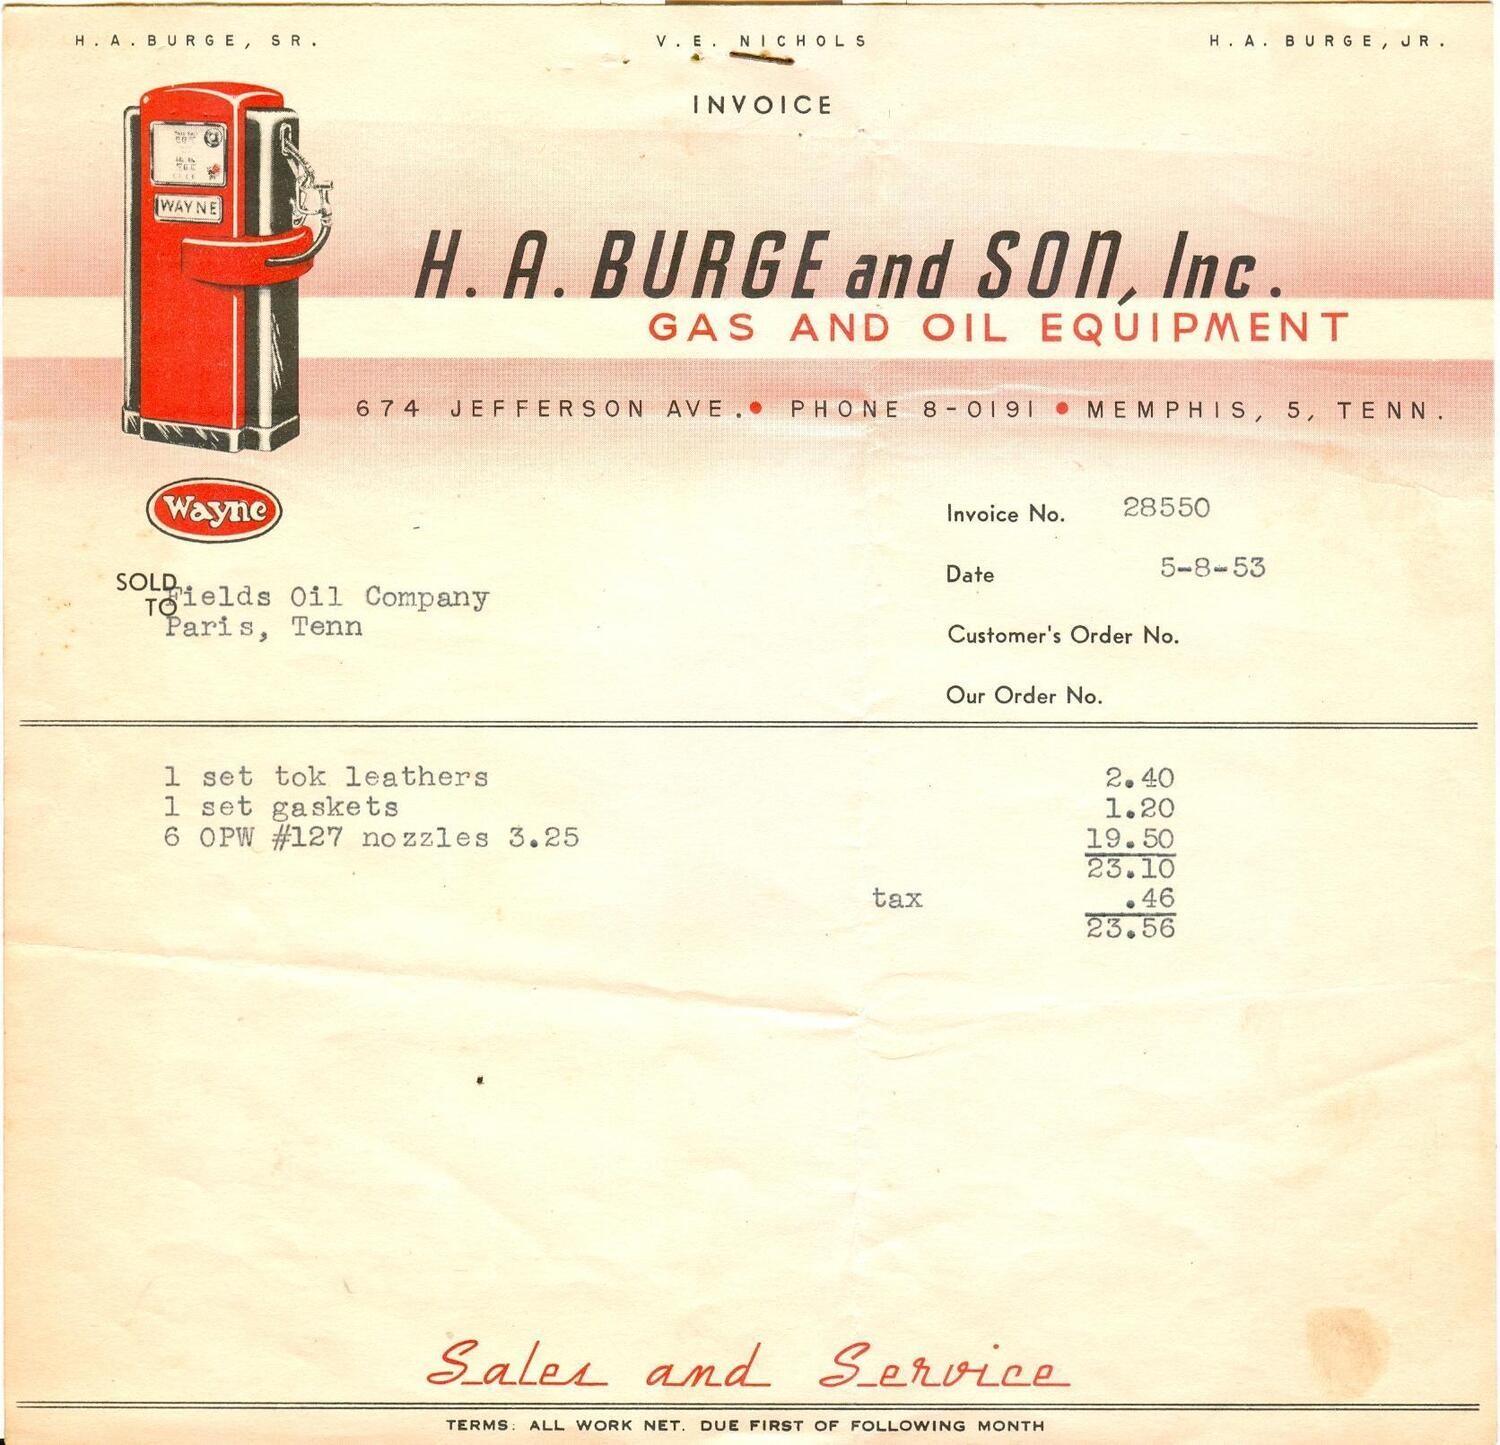 H. A. BURGE, SR.
V. E. NICHOLS
H. A. BURGE, JR.
INVOICE
WAYNE
H. A. BURGE and SON, Inc.
GAS AND OIL EQUIPMENT
674 JEFFERSON AVE. • PHONE 8-0191 • MEMPHIS, 5, TENN.
Wayne
Invoice No. 28550
Date 5-8-53
SOLD TO
Fields Oil Company
Paris, Tenn
Customer's Order No.
Our Order No.
1 set tok leathers 2.40
1 set gaskets 1.20
6 OPW #127 nozzles 3.25 19.50
23.10
tax .46
23.56
Sales and Service
TERMS: ALL WORK NET. DUE FIRST OF FOLLOWING MONTH